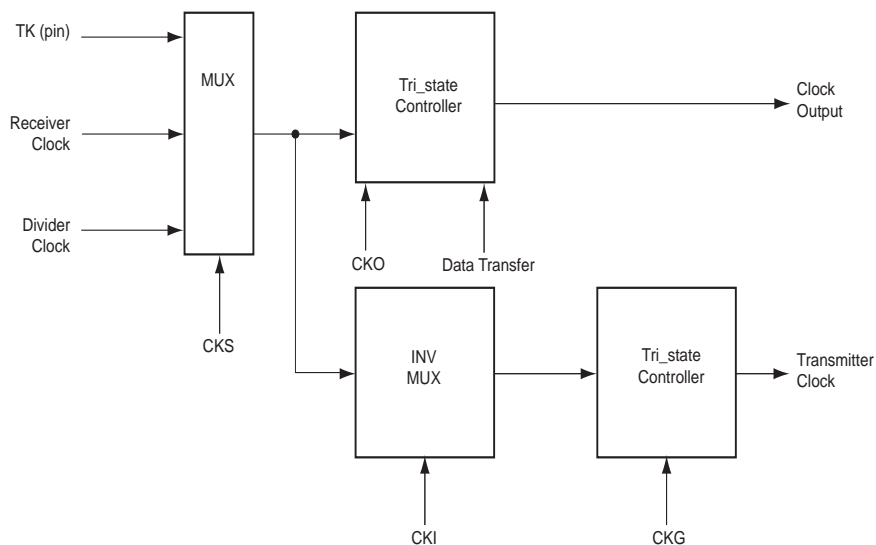 TK (pin)
MUX
Tri_state
Controller
Clock
Output
Receiver
Clock
Divider
Clock
CKO
Data Transfer
CKS
INV
MUX
Tri_state
Controller
Transmitter
Clock
CKI
CKG